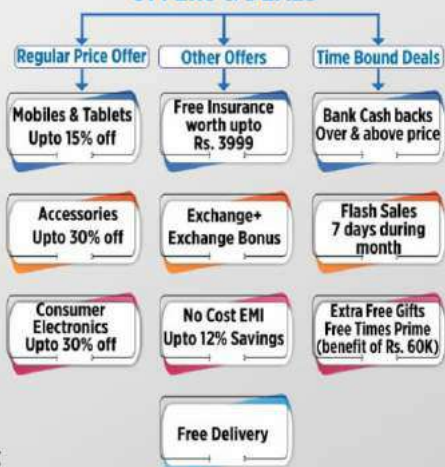 Regular Price Offer
Other Offers
Time Bound Deals
Mobiles & Tablets
Upto 15% off
Free Insurance
worth upto
Rs. 3999
Bank Cash backs
Over & above price
Accessories
Upto 30% off
Exchange+
Exchange Bonus
Flash Sales
7 days during
month
Consumer
Electronics
Upto 30% off
No Cost EMI
Upto 12% Savings
Extra Free Gifts
Free Times Prime
(benefit of Rs. 60K)
Free Delivery